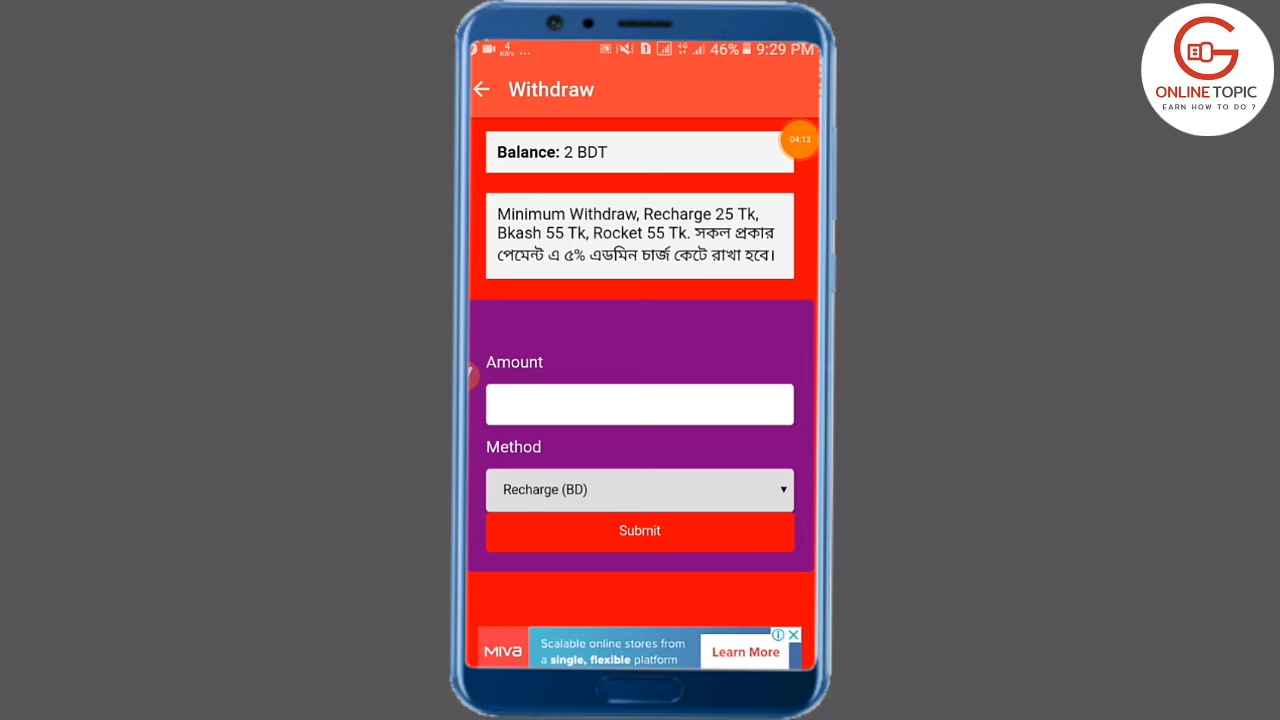 4
KB/s ...
46% 9:29 PM
ONLINE TOPIC
EARN HOW TO DO ?
Withdraw
04:13
Balance: 2 BDT
Minimum Withdraw, Recharge 25 Tk,
Bkash 55 Tk, Rocket 55 Tk. সকল প্রকার
পেমেন্ট এ ৫% এডমিন চার্জ কেটে রাখা হবে।
Amount
Method
Recharge (BD)
Submit
MIVA
Scalable online stores from
a single, flexible platform
Learn More